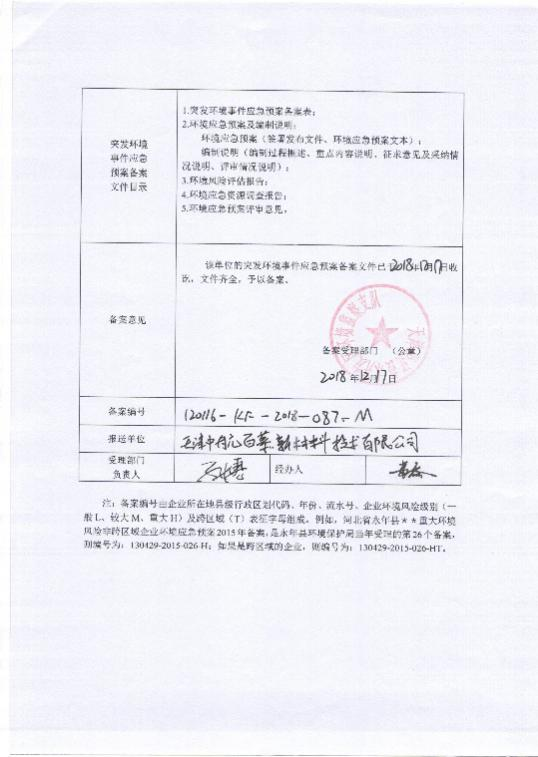 突发环境
事件应急
预案备案
文件目录
1.突发环境事件应急预案备案表；
2.环境应急预案及编制说明：
环境应急预案（签署发布文件、环境应急预案文本）；
编制说明（编制过程概述、重点内容说明、征求意见及采纳情
况说明、评审情况说明）；
3.环境风险评估报告；
4.环境应急资源调查报告；
5.环境应急预案评审意见。
备案意见
该单位的突发环境事件应急预案备案文件已于2018年12月17日收
讫，文件齐全，予以备案。
备案受理部门 （公章）
2018年12月17日
备案编号
120116-KF-2018-087-M
报送单位
天津中
新材料技术有限公司
受理部门
负责人
经办人
注：备案编号由企业所在地县级行政区划代码、年份、流水号、企业环境风险级别（一
般L、较大M、重大H）及跨区域（T）表征字母组成。例如，河北省永年县**重大环境
风险非跨区域企业环境应急预案2015年备案，是永年县环境保护局当年受理的第26个备案，
则编号为：130429-2015-026-H；如果是跨区域的企业，则编号为：130429-2015-026-HT。